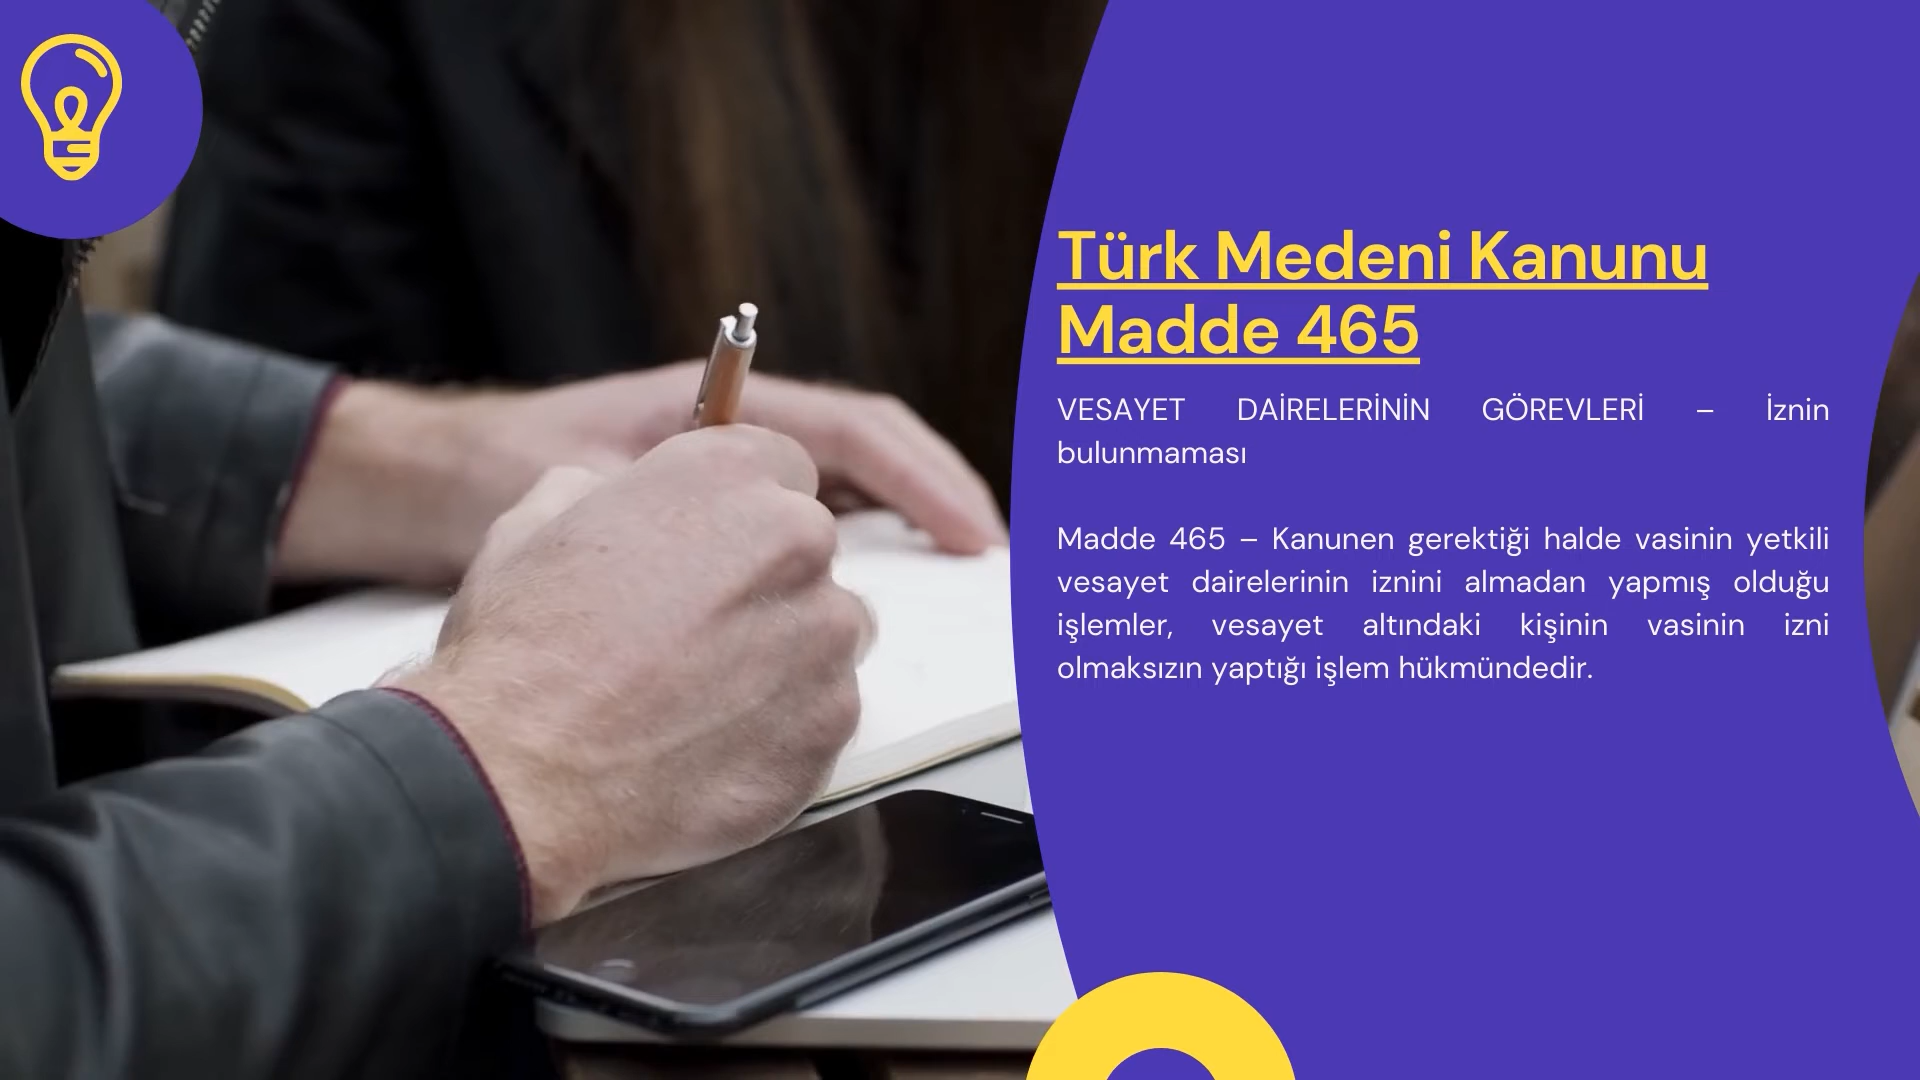 Türk Medeni Kanunu
Madde 465
VESAYET DAİRELERİNİN GÖREVLERİ – İznin
bulunmaması
Madde 465 – Kanunen gerektiği halde vasinin yetkili
vesayet dairelerinin iznini almadan yapmış olduğu
işlemler, vesayet altındaki kişinin vasinin izni
olmaksızın yaptığı işlem hükmündedir.